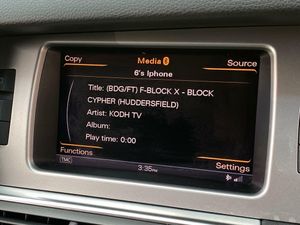 Copy
Media
Source
6's Iphone
Title: (BDG/FT) F-BLOCK X - BLOCK
CYPHER (HUDDERSFIELD)
Artist: KODH TV
Album:
Play time: 0:00
Functions
Settings
TMC
3:35PM